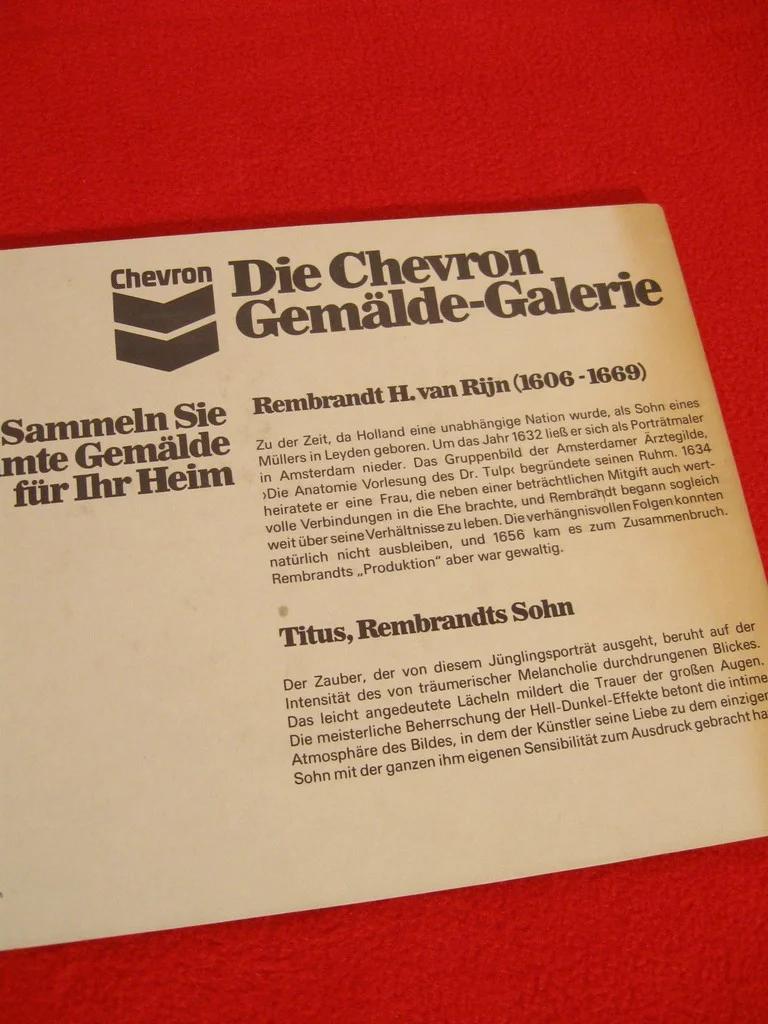 Chevron
Die Chevron
Gemälde-Galerie
Sammeln Sie
Gemälde
für Ihr Heim
Rembrandt H. van Rijn (1606 - 1669)
Zu der Zeit, da Holland eine unabhängige Nation wurde, als Sohn eines
Müllers in Leyden geboren. Um das Jahr 1632 ließ er sich als Porträtmaler
in Amsterdam nieder. Das Gruppenbild der Amsterdamer Ärztegilde,
›Die Anatomie Vorlesung des Dr. Tulp‹ begründete seinen Ruhm. 1634
heiratete er eine Frau, die neben einer beträchtlichen Mitgift auch wert-
volle Verbindungen in die Ehe brachte, und Rembrandt begann sogleich
weit über seine Verhältnisse zu leben. Die verhängnisvollen Folgen konnten
natürlich nicht ausbleiben, und 1656 kam es zum Zusammenbruch.
Rembrandts „Produktion“ aber war gewaltig.
Titus, Rembrandts Sohn
Der Zauber, der von diesem Jünglingsporträt ausgeht, beruht auf der
Intensität des von träumerischer Melancholie durchdrungenen Blickes.
Das leicht angedeutete Lächeln mildert die Trauer der großen Augen.
Die meisterliche Beherrschung der Hell-Dunkel-Effekte betont die intime
Atmosphäre des Bildes, in dem der Künstler seine Liebe zu dem einzigen
Sohn mit der ganzen ihm eigenen Sensibilität zum Ausdruck gebracht